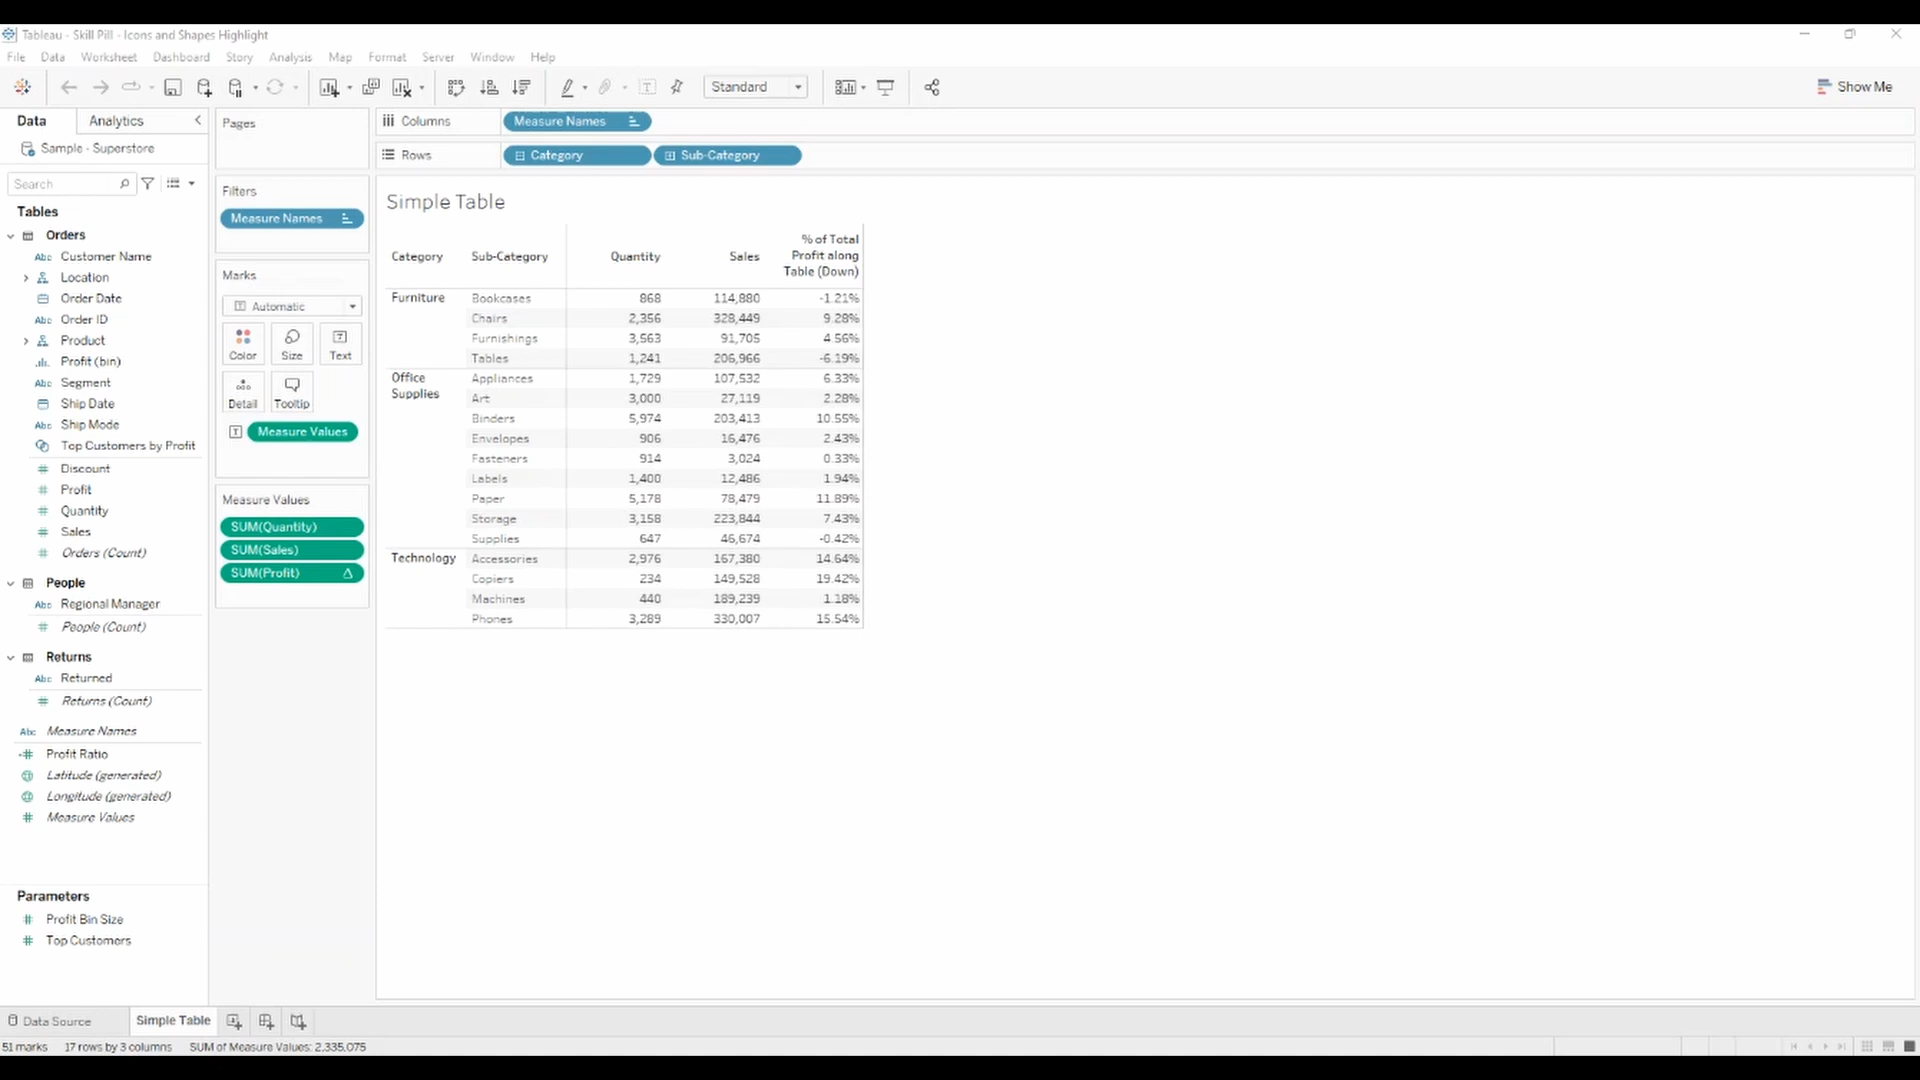 Tableau - Skill Pill - Icons and Shapes Highlight
File Data Worksheet Dashboard Story Analysis Map Format Server Window Help
Standard
Show Me
Data Analytics
Sample - Superstore
Search
Tables
Orders
Abc Customer Name
Location
Order Date
Abc Order ID
Product
Profit (bin)
Abc Segment
Ship Date
Abc Ship Mode
Top Customers by Profit
# Discount
# Profit
# Quantity
# Sales
# Orders (Count)
People
Abc Regional Manager
# People (Count)
Returns
Abc Returned
# Returns (Count)
Abc Measure Names
=# Profit Ratio
Latitude (generated)
Longitude (generated)
# Measure Values
Parameters
# Profit Bin Size
# Top Customers
Pages
Filters
Measure Names
Marks
T Automatic
Color Size T Text
Detail Tooltip
T Measure Values
Measure Values
SUM(Quantity)
SUM(Sales)
SUM(Profit) Δ
Columns Measure Names
Rows Category Sub-Category
Simple Table
Category Sub-Category Quantity Sales % of Total
Profit along
Table (Down)
Furniture Bookcases 868 114,880 -1.21%
Chairs 2,356 328,449 9.28%
Furnishings 3,563 91,705 4.56%
Tables 1,241 206,966 -6.19%
Office
Supplies
Appliances 1,729 107,532 6.33%
Art 3,000 27,119 2.28%
Binders 5,974 203,413 10.55%
Envelopes 906 16,476 2.43%
Fasteners 914 3,024 0.33%
Labels 1,400 12,486 1.94%
Paper 5,178 78,479 11.89%
Storage 3,158 223,844 7.43%
Supplies 647 46,674 -0.42%
Technology Accessories 2,976 167,380 14.64%
Copiers 234 149,528 19.42%
Machines 440 189,239 1.18%
Phones 3,289 330,007 15.54%
Data Source Simple Table
51 marks 17 rows by 3 columns SUM of Measure Values: 2,335,075